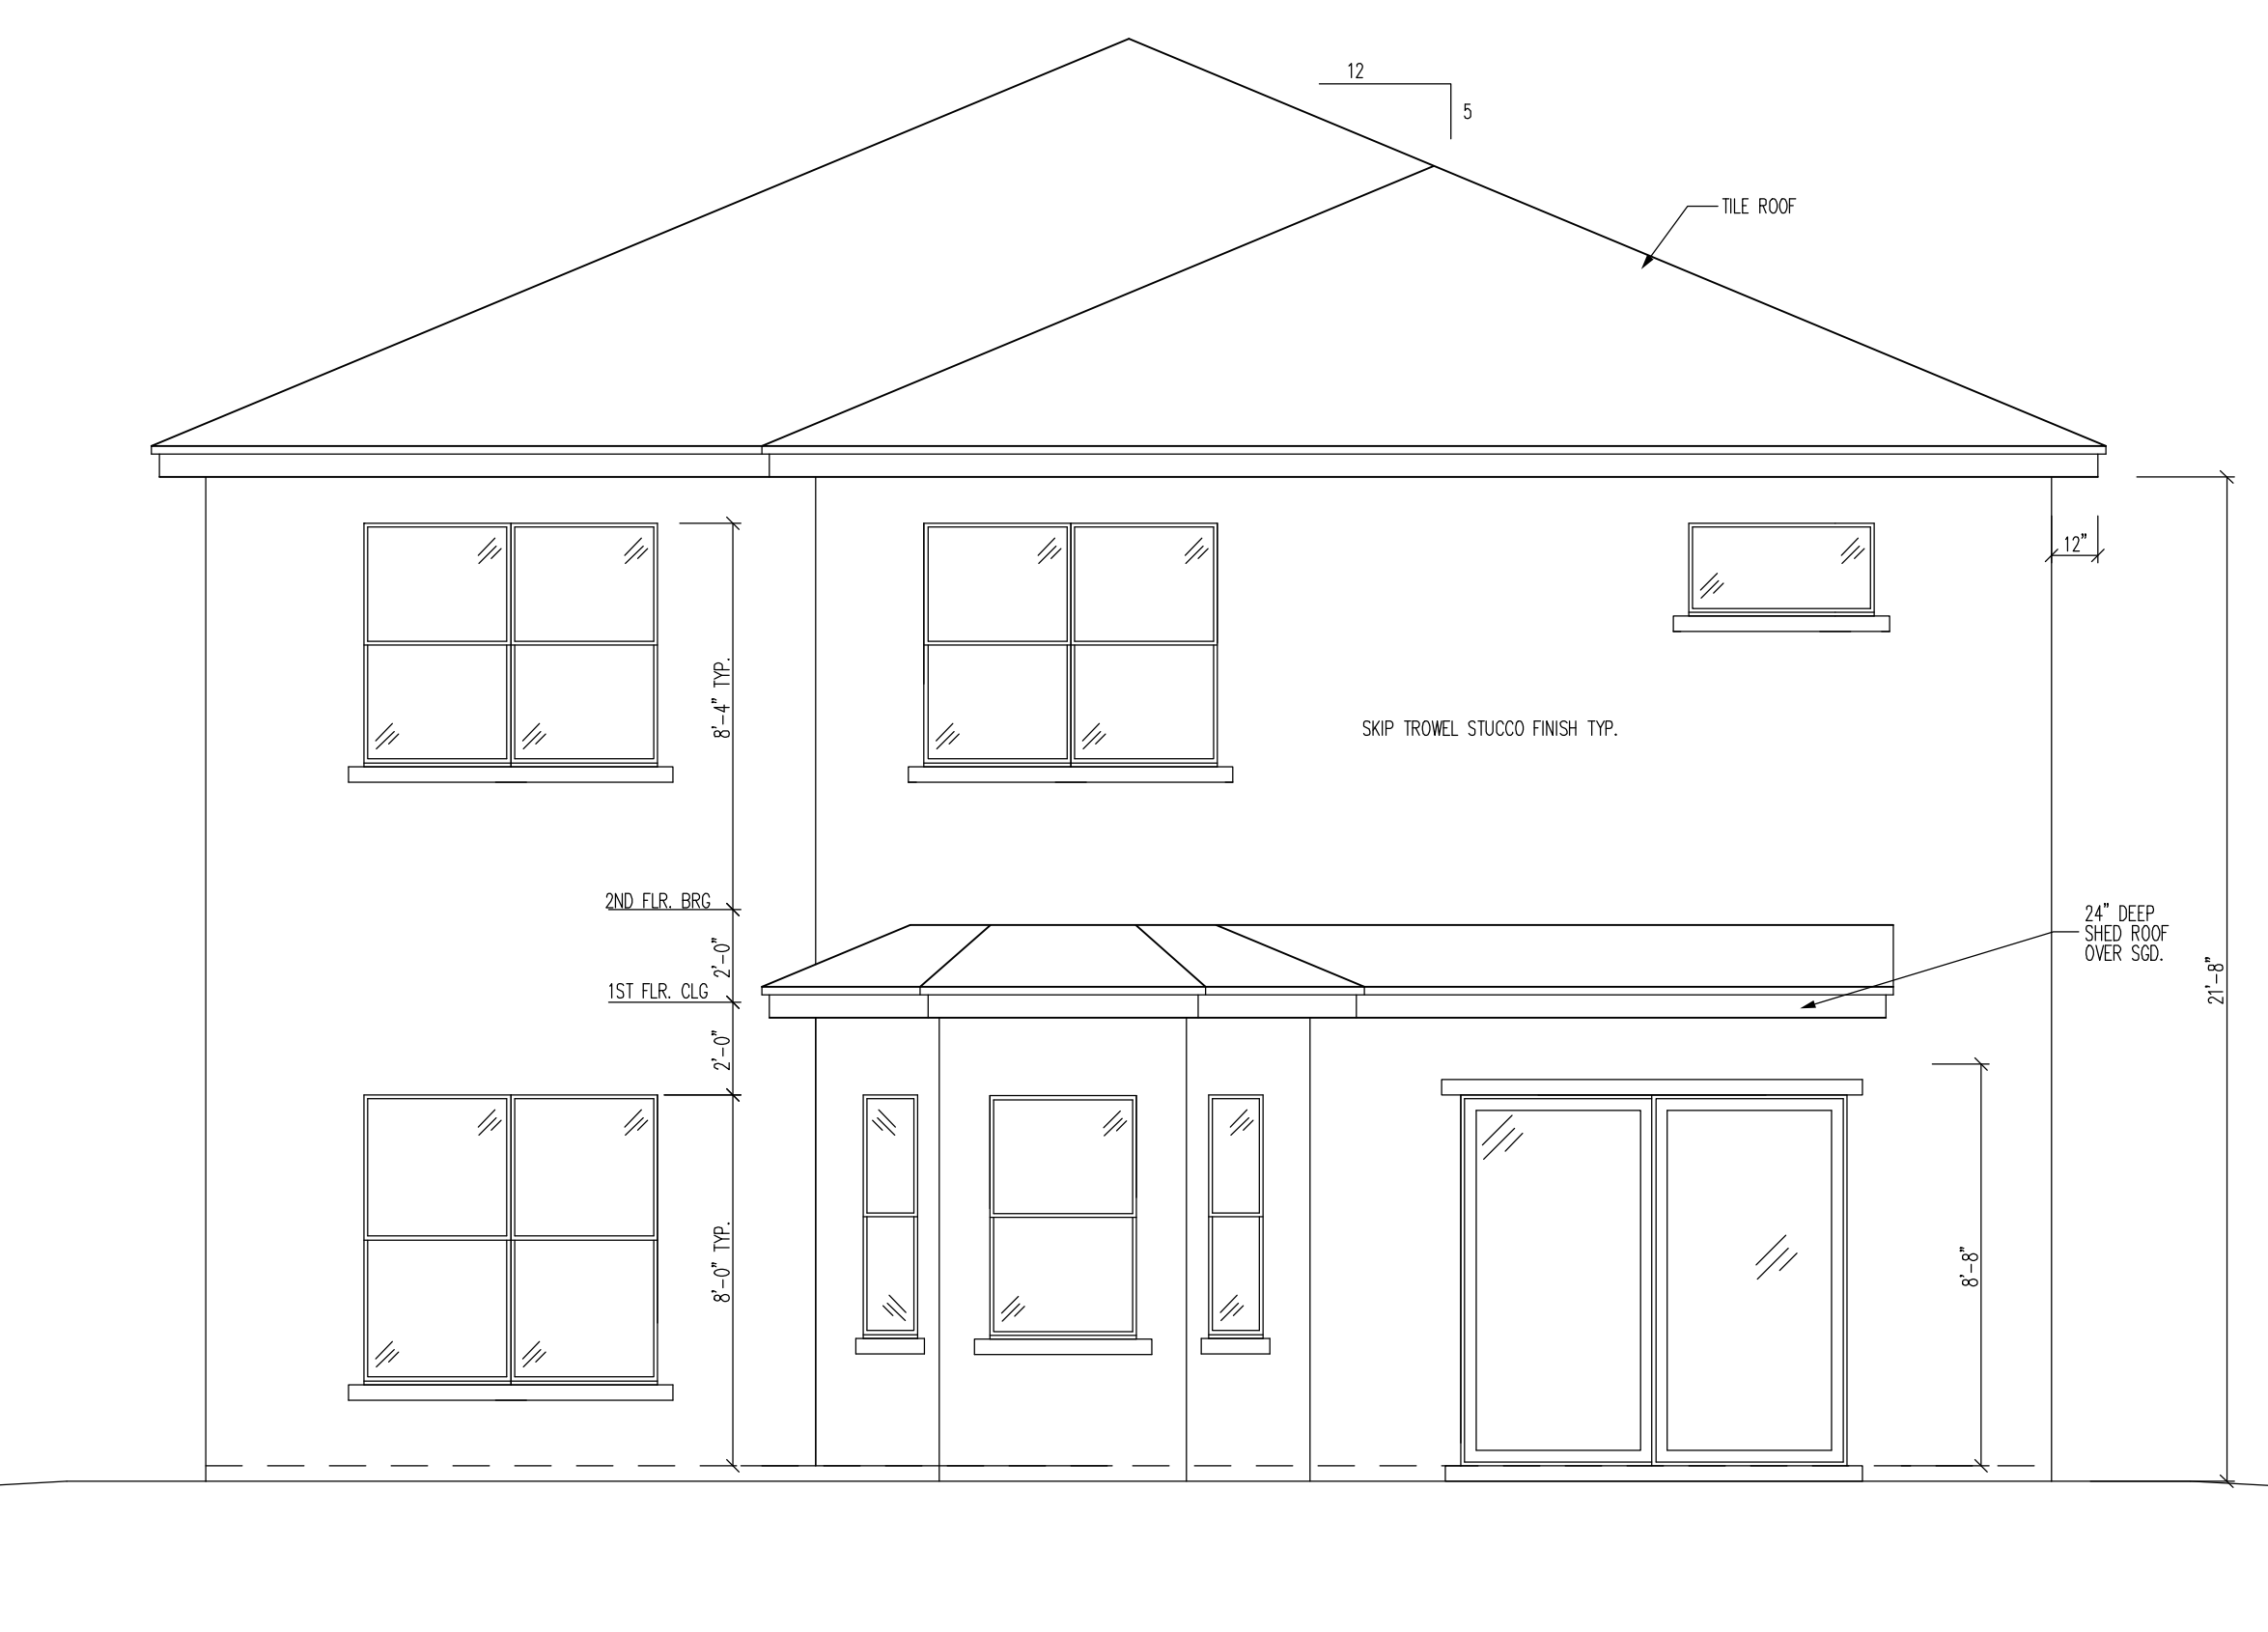 12
5
TILE ROOF
12"
8'-4" TYP.
SKIP TROWEL STUCCO FINISH TYP.
2ND FLR. BRG
2'-0"
1ST FLR. CLG
2'-0"
24" DEEP
SHED ROOF
OVER SGD.
21'-8"
8'-0" TYP.
8'-8"